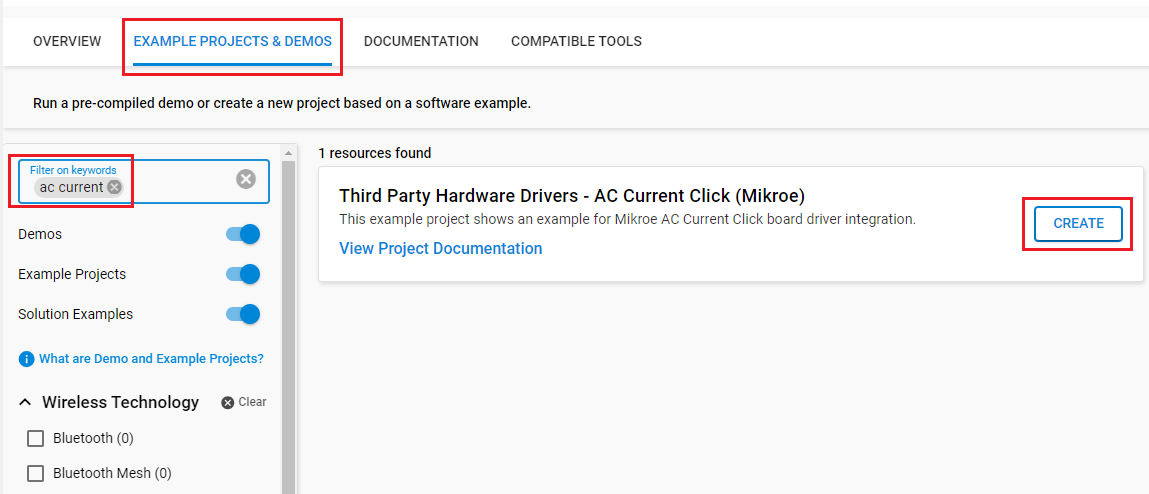 OVERVIEW
EXAMPLE PROJECTS & DEMOS
DOCUMENTATION
COMPATIBLE TOOLS
Run a pre-compiled demo or create a new project based on a software example.
Filter on keywords
ac current
Demos
Example Projects
Solution Examples
What are Demo and Example Projects?
Wireless Technology
Clear
Bluetooth (0)
Bluetooth Mesh (0)
1 resources found
Third Party Hardware Drivers - AC Current Click (Mikroe)
This example project shows an example for Mikroe AC Current Click board driver integration.
View Project Documentation
CREATE